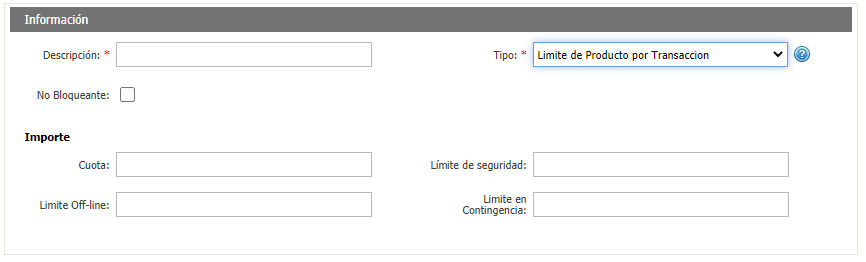 Información
Descripción: *
Tipo: * Limite de Producto por Transaccion
No Bloqueante:
Importe
Cuota:
Límite de seguridad:
Limite Off-line:
Limite en
Contingencia: